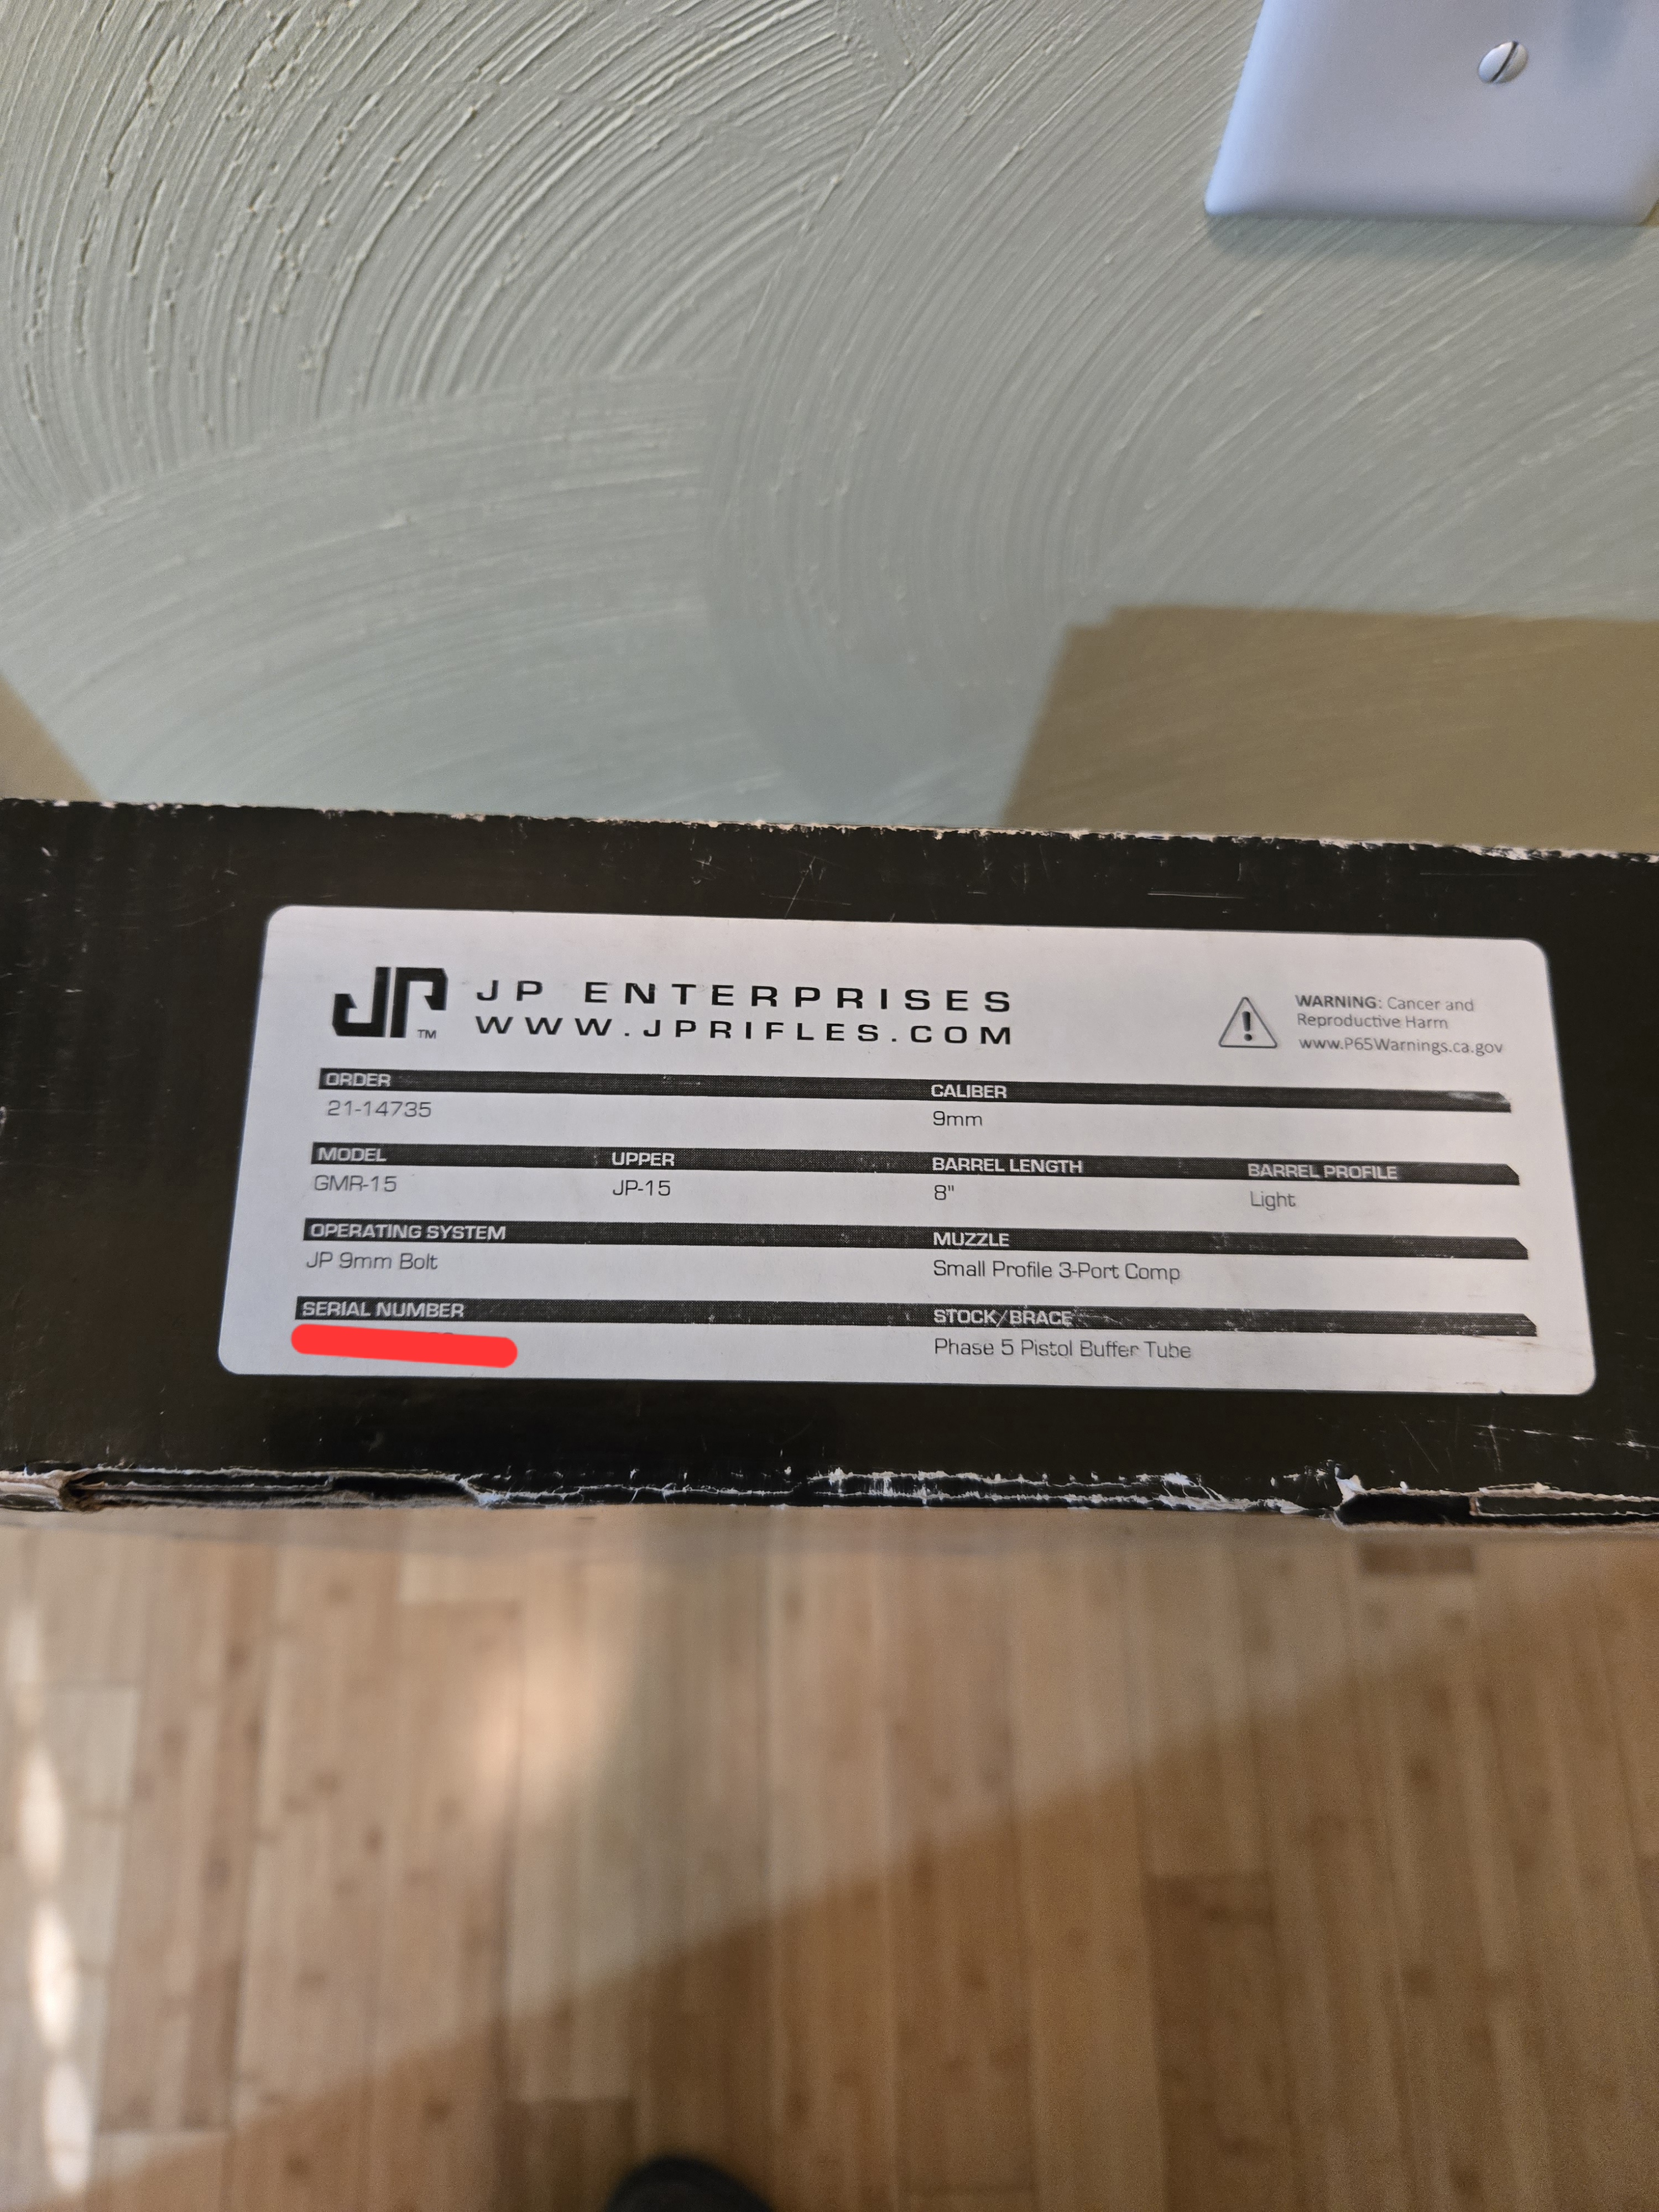 JP™ JP ENTERPRISES
WWW.JPRIFLES.COM
WARNING: Cancer and
Reproductive Harm
www.P65Warnings.ca.gov
ORDER CALIBER
21-14735 9mm
MODEL UPPER BARREL LENGTH BARREL PROFILE
GMR-15 JP-15 8" Light
OPERATING SYSTEM MUZZLE
JP 9mm Bolt Small Profile 3-Port Comp
SERIAL NUMBER STOCK/BRACE
Phase 5 Pistol Buffer Tube